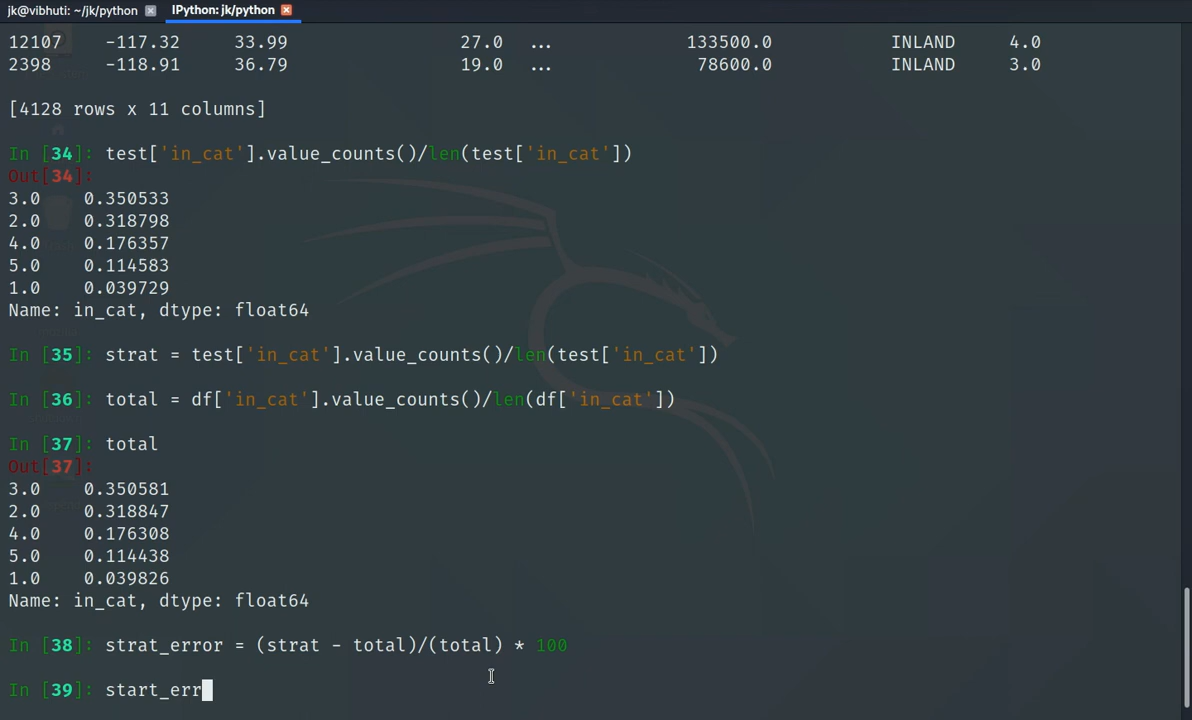 jk@vibhuti: ~/jk/python IPython: jk/python
12107 -117.32 33.99 27.0 ... 133500.0 INLAND 4.0
2398 -118.91 36.79 19.0 ... 78600.0 INLAND 3.0
[4128 rows x 11 columns]
In [34]: test['in_cat'].value_counts()/len(test['in_cat'])
Out[34]:
3.0 0.350533
2.0 0.318798
4.0 0.176357
5.0 0.114583
1.0 0.039729
Name: in_cat, dtype: float64
In [35]: strat = test['in_cat'].value_counts()/len(test['in_cat'])
In [36]: total = df['in_cat'].value_counts()/len(df['in_cat'])
In [37]: total
Out[37]:
3.0 0.350581
2.0 0.318847
4.0 0.176308
5.0 0.114438
1.0 0.039826
Name: in_cat, dtype: float64
In [38]: strat_error = (strat - total)/(total) * 100
In [39]: start_err